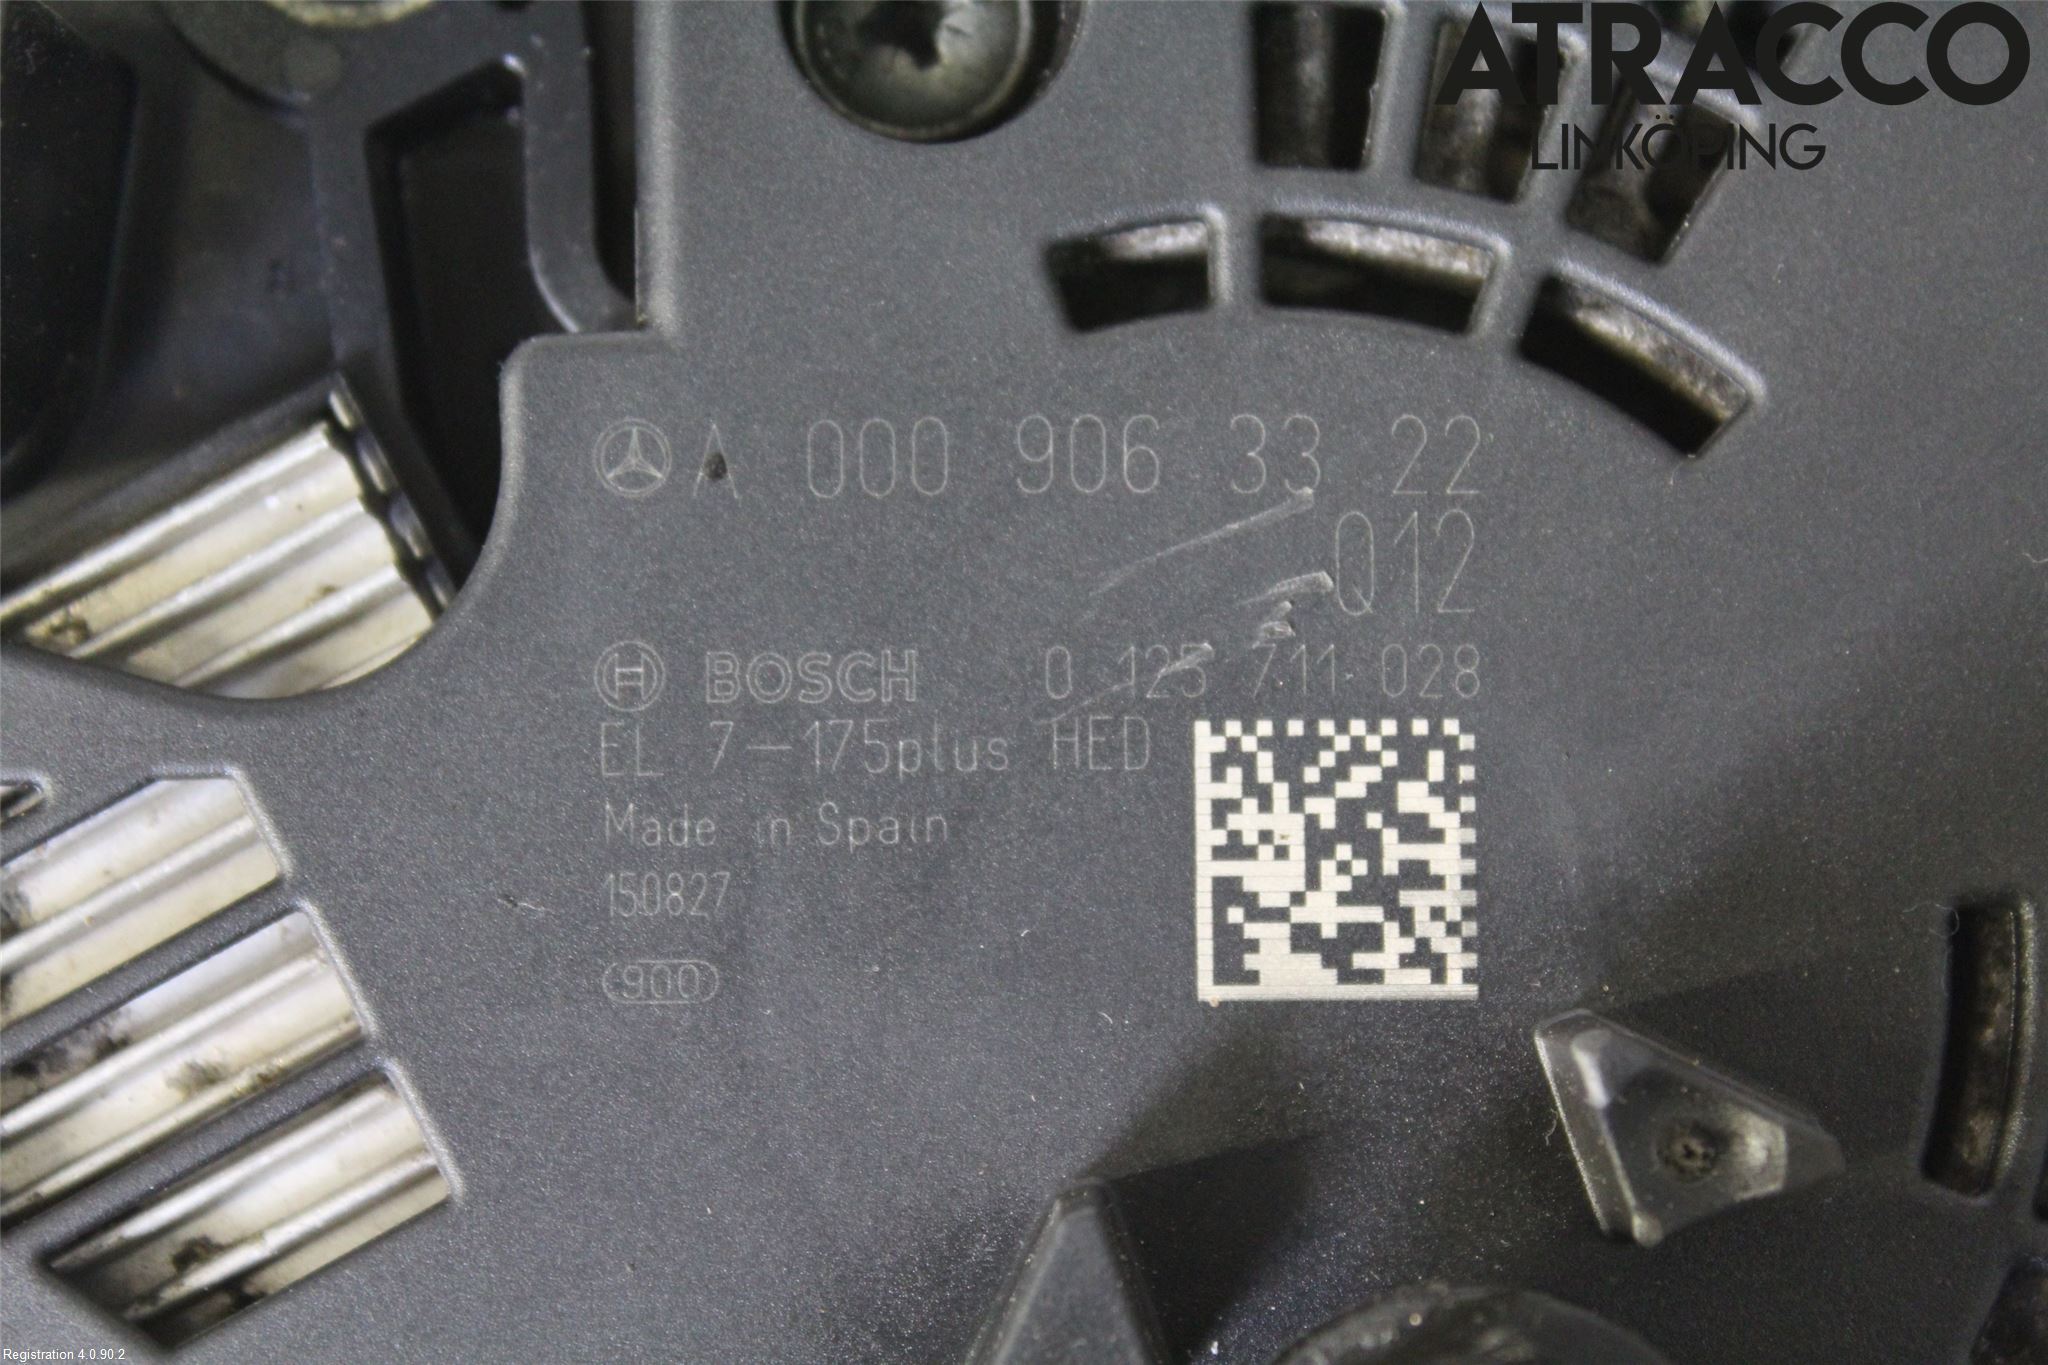 ATRACCO
LINKÖPING
A 000 906 33 22
Q12
BOSCH 0 125 711 028
EL 7-175plus HED
Made in Spain
150827
900
Registration 4.0.90.2